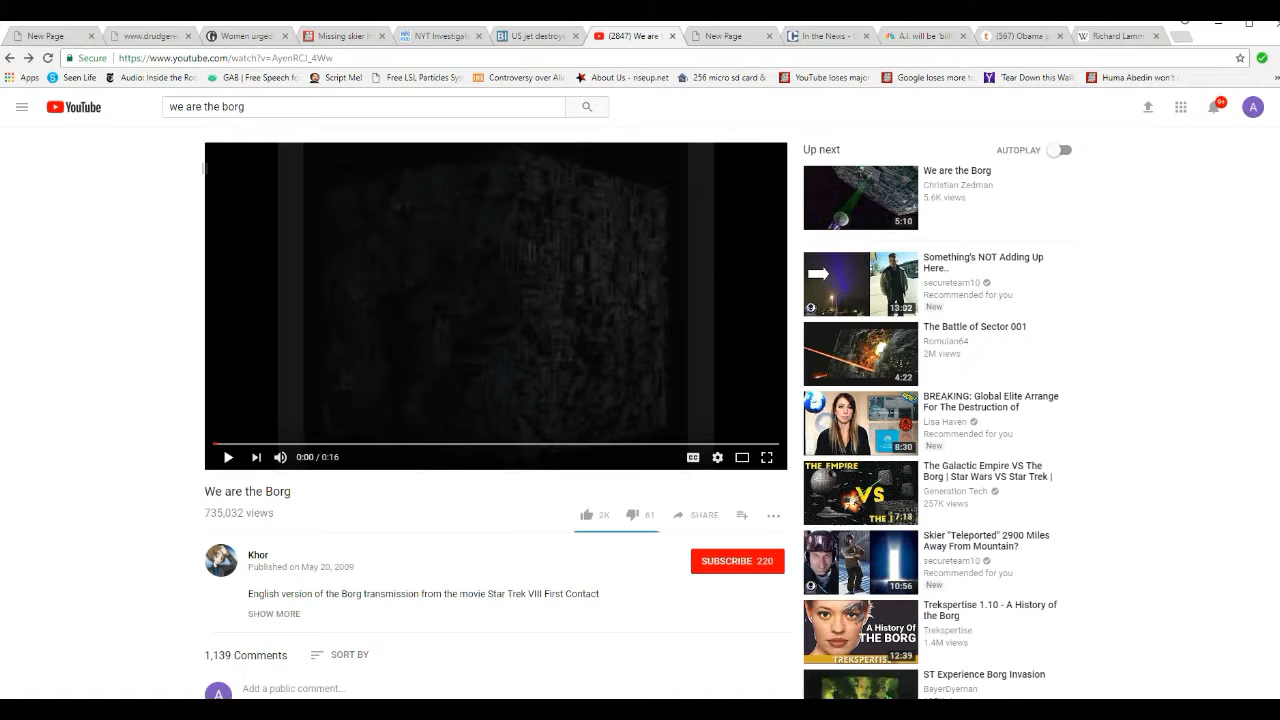 New Page
www.drudgere
Women urged
Missing skier h
NYT Investigat
US jet destroye
(2847) We are t
New Page
In the News - C
A.I. will be 'billi
(567) Obama p
Richard Lamm
Secure
https://www.youtube.com/watch?v=AyenRCJ_4Ww
Apps
Seen Life
Audio: Inside the Ro
GAB | Free Speech fo
Script Mel
Free LSL Particles Sy
Controversy over Ali
About Us - riseup.net
256 micro sd card &
YouTube loses major
Google loses more to
Tear Down this Wall
Huma Abedin won't
YouTube
we are the borg
9+
A
Up next
AUTOPLAY
We are the Borg
Christian Zedman
5.6K views
5:10
Something's NOT Adding Up
Here..
secureteam10
Recommended for you
New
13:02
The Battle of Sector 001
Romulan64
2M views
4:22
BREAKING: Global Elite Arrange
For The Destruction of
Lisa Haven
Recommended for you
New
8:30
THE EMPIRE
VS
The Galactic Empire VS The
Borg | Star Wars VS Star Trek |
Generation Tech
257K views
17:18
Skier "Teleported" 2900 Miles
Away From Mountain?
secureteam10
Recommended for you
New
10:56
A History Of
THE BORG
TREKSPERTISE
Trekspertise 1.10 - A History of
the Borg
Trekspertise
1.4M views
12:39
ST Experience Borg Invasion
BayerDyeman
0:00 / 0:16
CC
We are the Borg
735,032 views
2K
61
SHARE
Khor
Published on May 20, 2009
SUBSCRIBE 220
English version of the Borg transmission from the movie Star Trek VIII First Contact
SHOW MORE
1,139 Comments
SORT BY
A
Add a public comment...